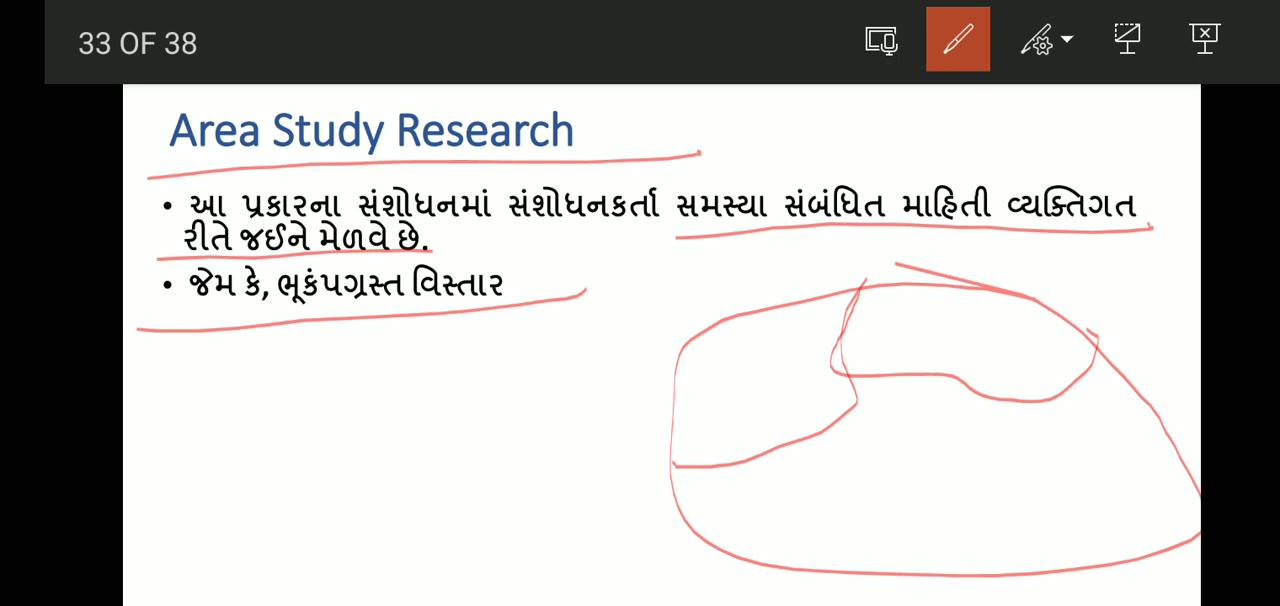 33 OF 38
Area Study Research
• આ પ્રકારના સંશોધનમાં સંશોધનકર્તા સમસ્યા સંબંધિત માહિતી વ્યક્તિગત
રીતે જઈને મેળવે છે.
• જેમ કે, ભૂકંપગ્રસ્ત વિસ્તાર